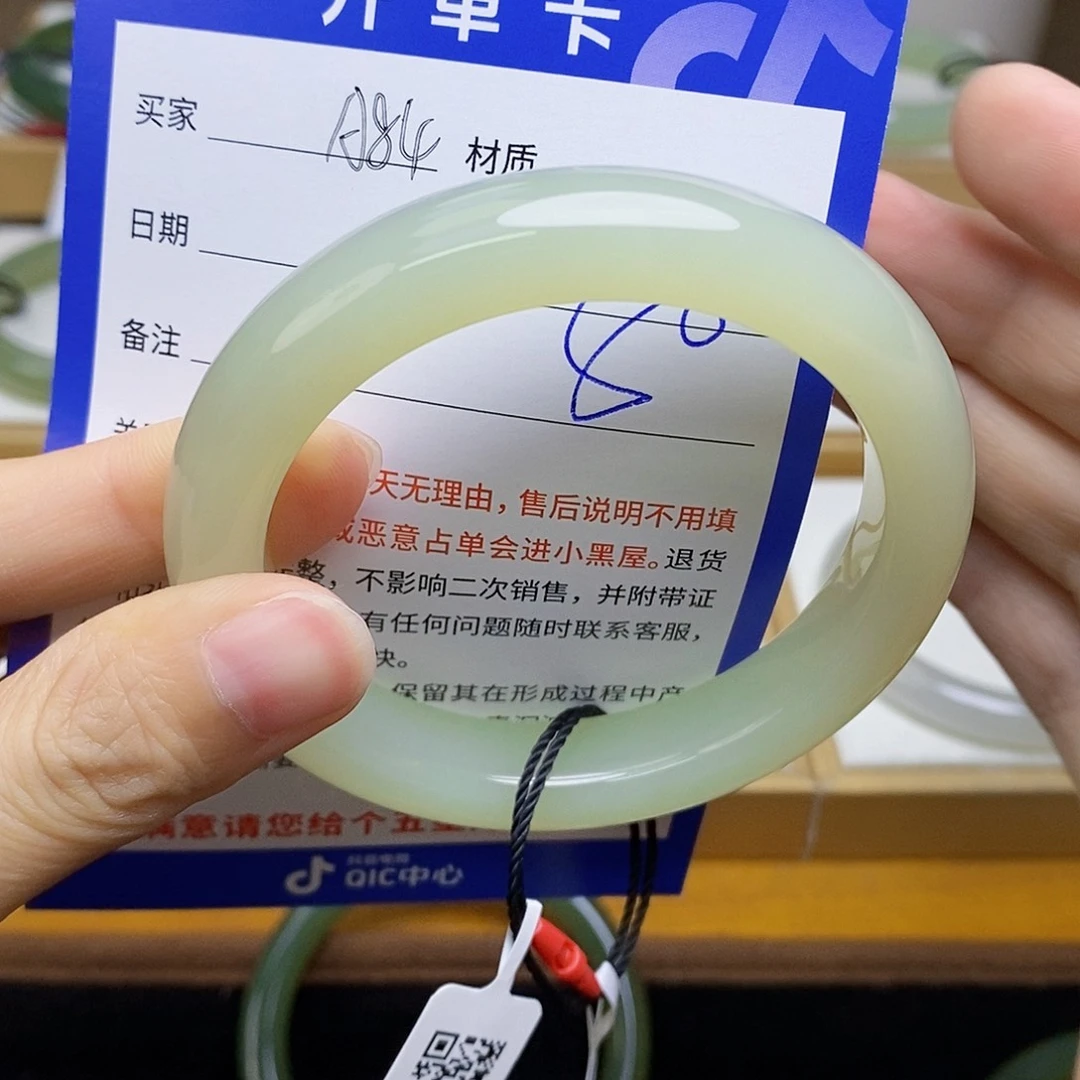 开单卡
买家 A84 材质
日期
备注
天无理由，售后说明不用填
或恶意占单会进小黑屋。退货
整，不影响二次销售，并附带证
有任何问题随时联系客服，
快。
保留其在形成过程中产
满意请您给个五星
抖音电商
QIC中心